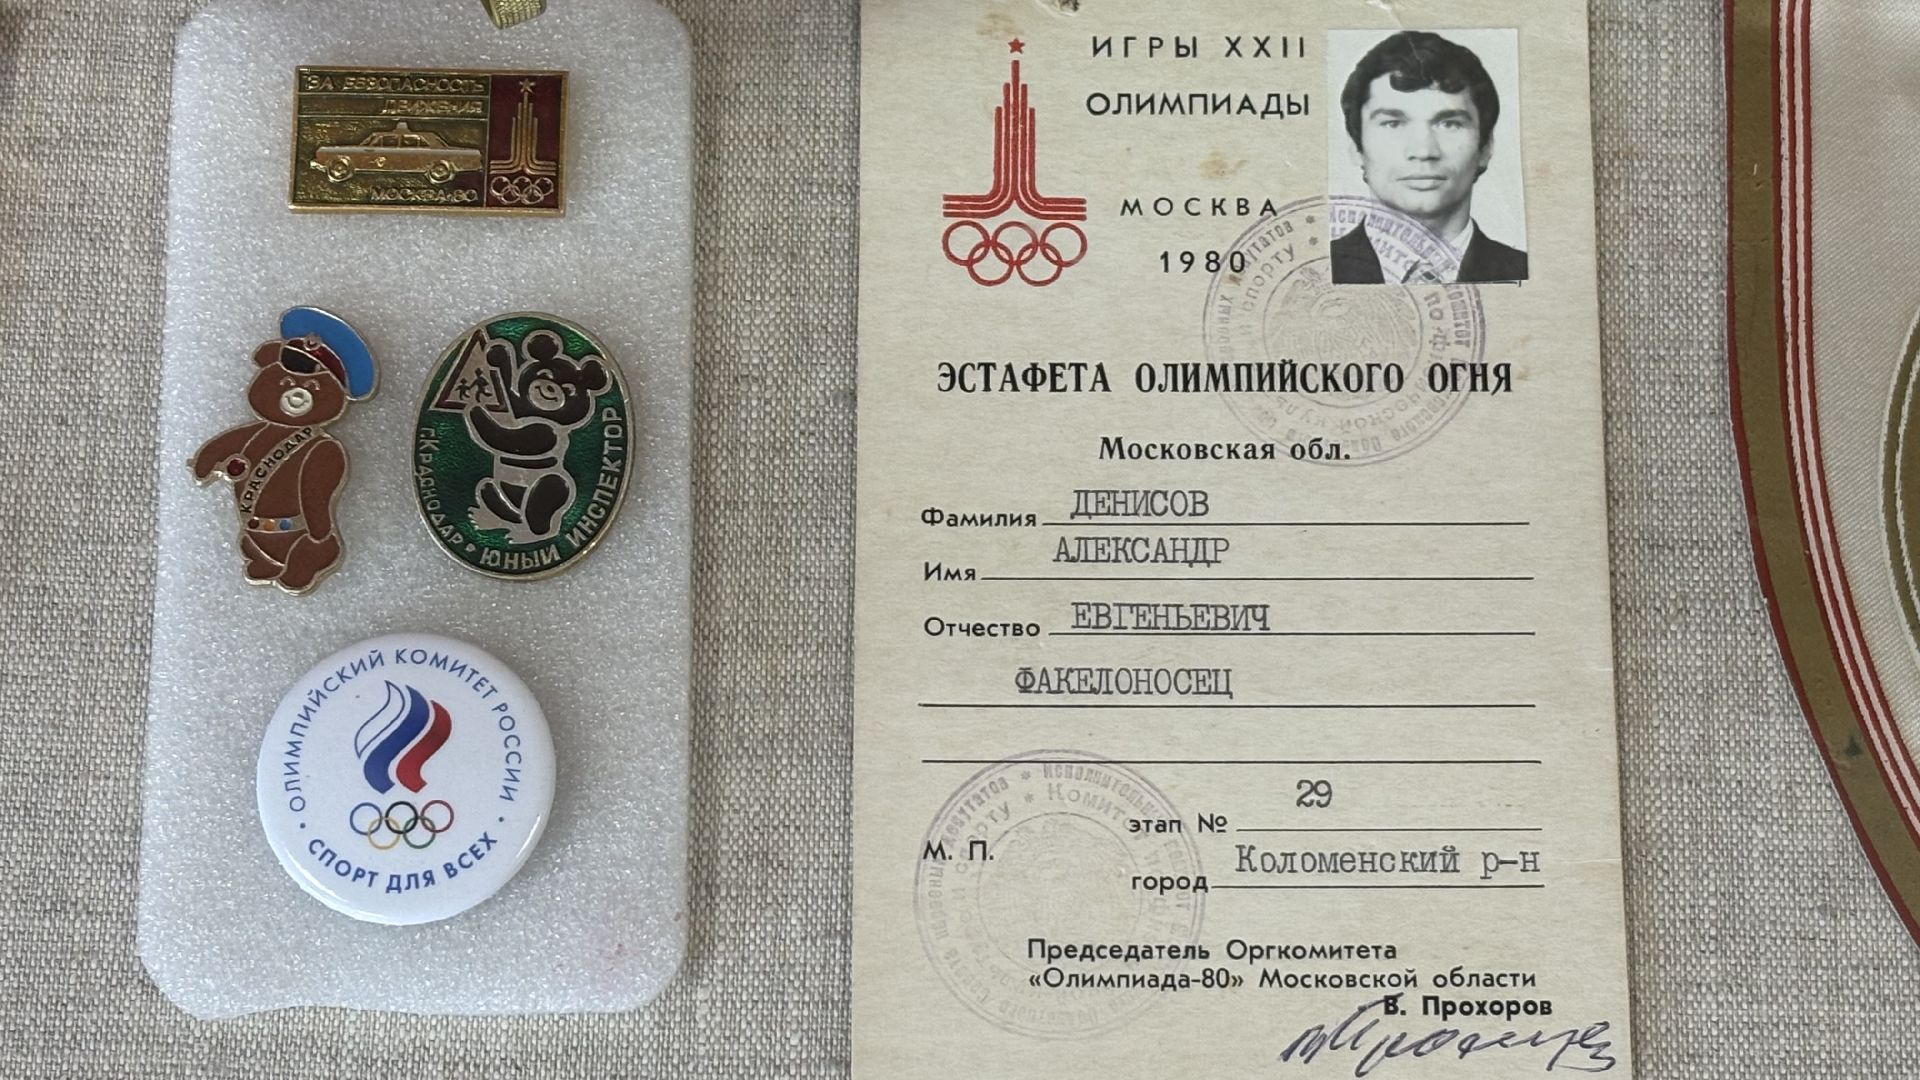 ЗА БЕЗОПАСНОСТЬ
ДВИЖЕНИЯ
МОСКВА-80
КРАСНОДАР
г.КРАСНОДАР • ЮНЫЙ ИНСПЕКТОР
ОЛИМПИЙСКИЙ КОМИТЕТ РОССИИ
• СПОРТ ДЛЯ ВСЕХ •
ИГРЫ XXII
ОЛИМПИАДЫ
МОСКВА
1980
ЭСТАФЕТА ОЛИМПИЙСКОГО ОГНЯ
Московская обл.
Фамилия ДЕНИСОВ
Имя АЛЕКСАНДР
Отчество ЕВГЕНЬЕВИЧ
ФАКЕЛОНОСЕЦ
этап № 29
М. П.
город Коломенский р-н
Председатель Оргкомитета
«Олимпиада-80» Московской области
В. Прохоров